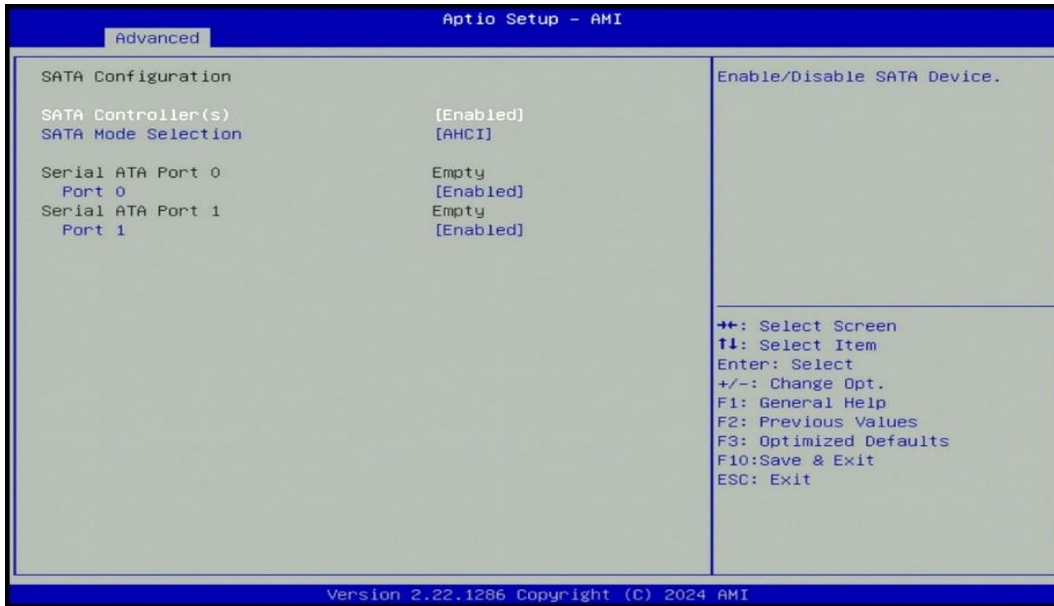 Aptio Setup - AMI
Advanced
SATA Configuration
SATA Controller(s) [Enabled]
SATA Mode Selection [AHCI]
Serial ATA Port 0 Empty
Port 0 [Enabled]
Serial ATA Port 1 Empty
Port 1 [Enabled]
Enable/Disable SATA Device.
→←: Select Screen
↑↓: Select Item
Enter: Select
+/-: Change Opt.
F1: General Help
F2: Previous Values
F3: Optimized Defaults
F10:Save & Exit
ESC: Exit
Version 2.22.1286 Copyright (C) 2024 AMI